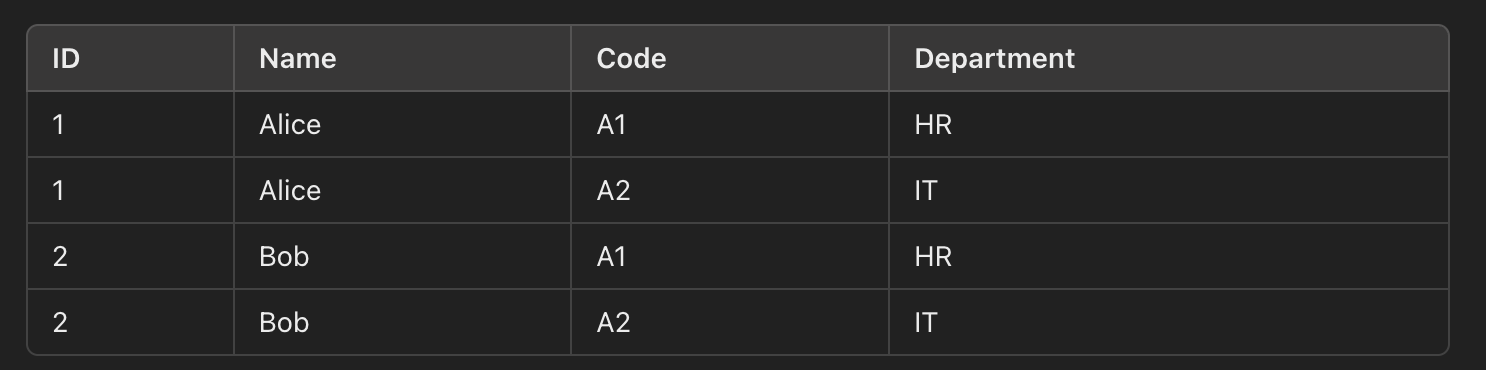 ID Name Code Department
1 Alice A1 HR
1 Alice A2 IT
2 Bob A1 HR
2 Bob A2 IT